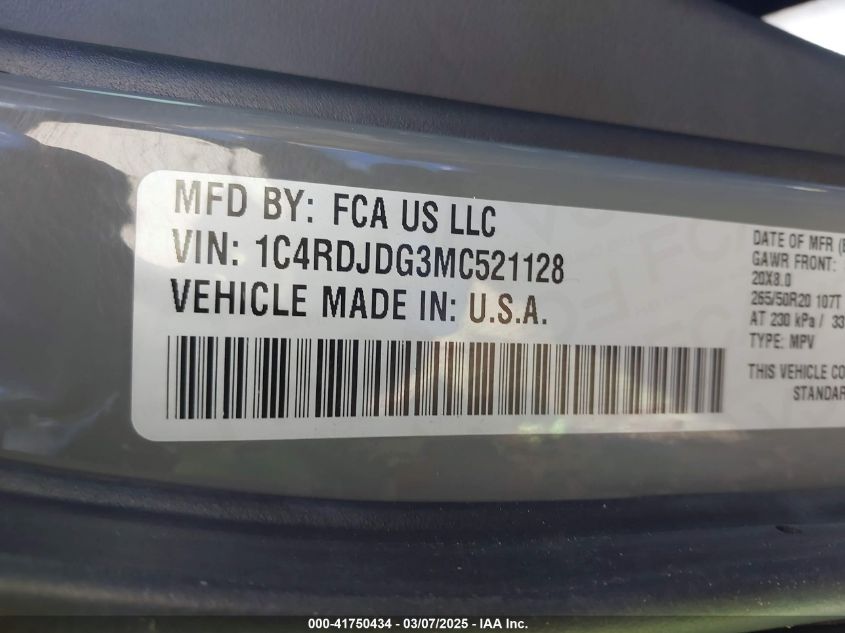 MFD BY: FCA US LLC
VIN: 1C4RDJDG3MC521128
VEHICLE MADE IN: U.S.A.
DATE OF MFR
GAWR FRONT:
20X8.0
265/50R20 107T
AT 230 kPa / 33
TYPE: MPV
THIS VEHICLE
000-41750434 - 03/07/2025 - IAA Inc.